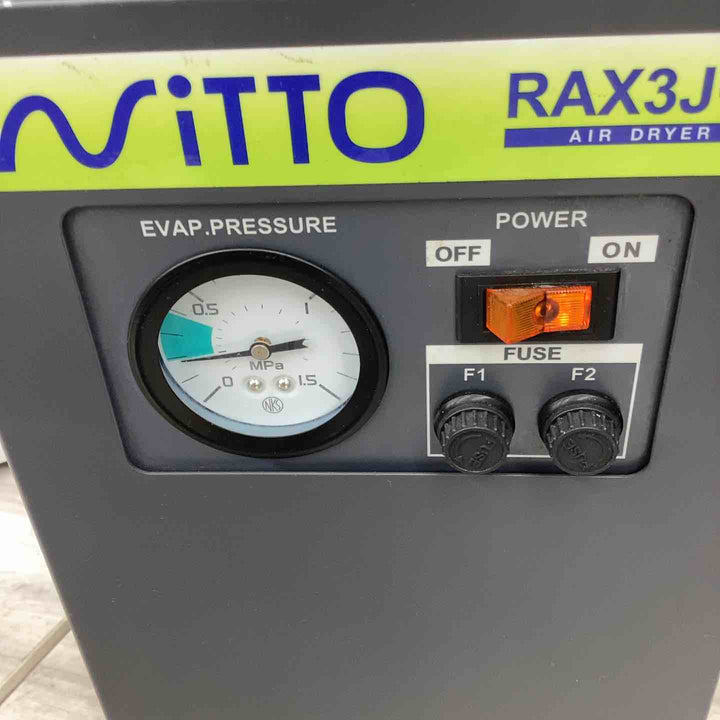 NiTTO
RAX3J
AIR DRYER
EVAP.PRESSURE
POWER
OFF
ON
0.5
1
MPa
0
1.5
NKS
FUSE
F1
F2